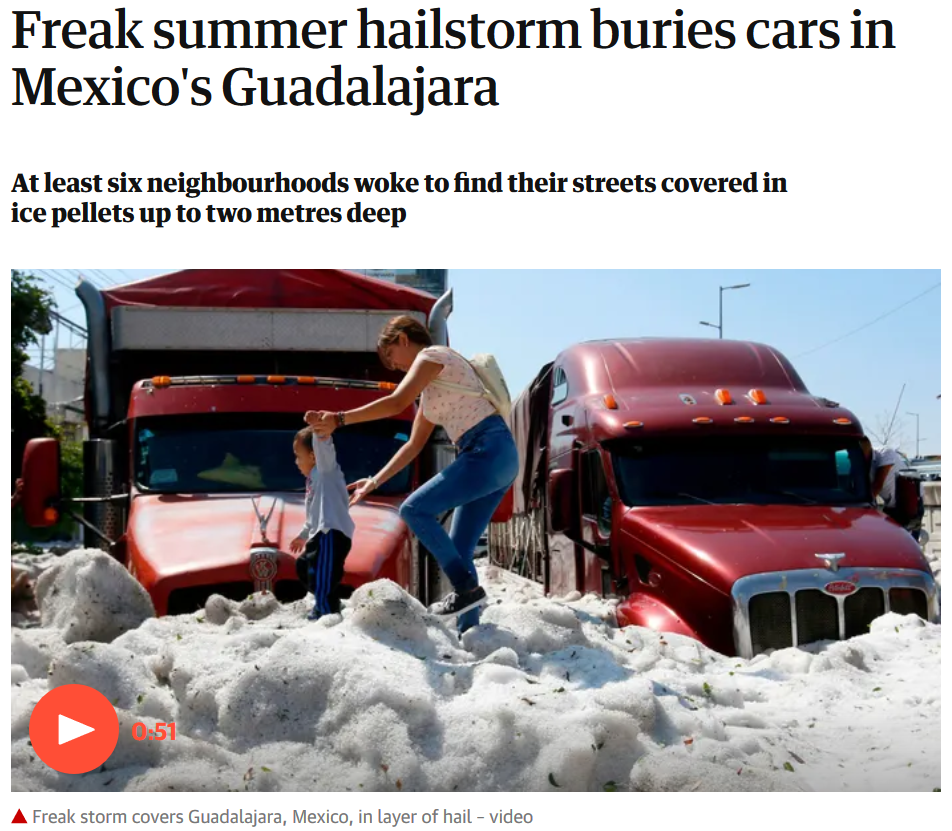 Freak summer hailstorm buries cars in
Mexico's Guadalajara
At least six neighbourhoods woke to find their streets covered in
ice pellets up to two metres deep
0:51
Freak storm covers Guadalajara, Mexico, in layer of hail – video